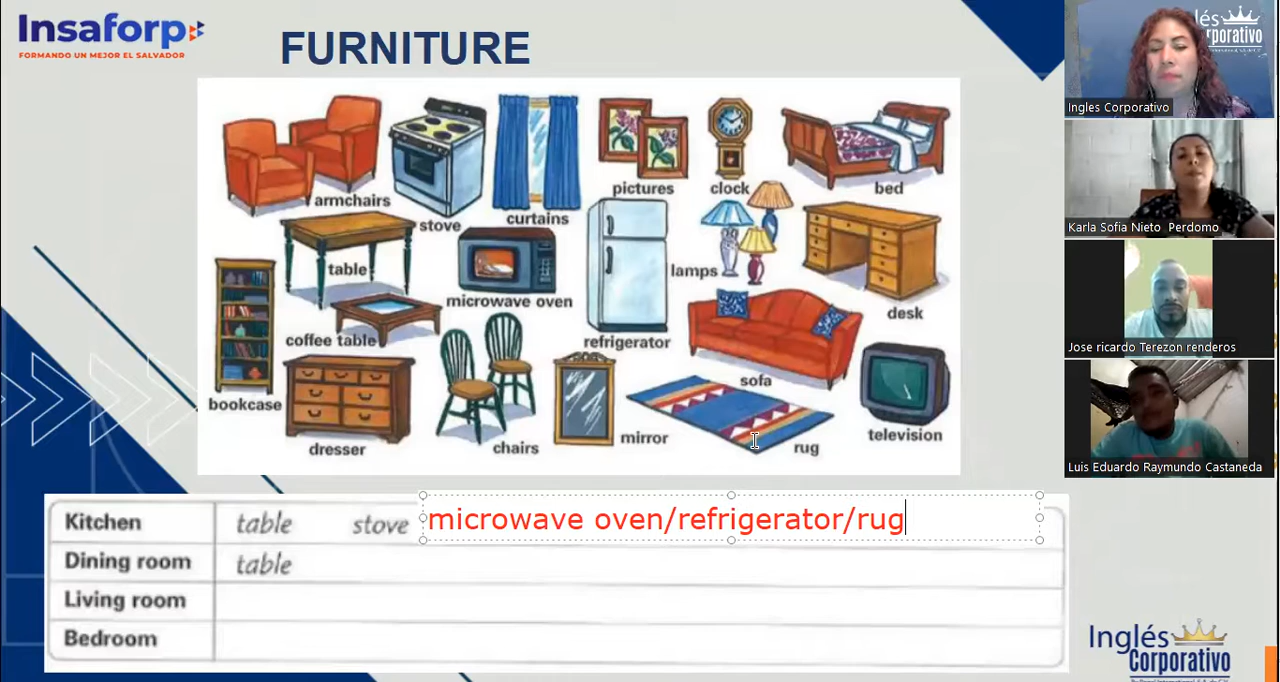 Insaforp
FORMANDO UN MEJOR EL SALVADOR
FURNITURE
armchairs
stove
curtains
pictures
clock
bed
table
microwave oven
lamps
desk
coffee table
refrigerator
sofa
bookcase
dresser
chairs
mirror
rug
television
Kitchen table stove microwave oven/refrigerator/rug
Dining room table
Living room
Bedroom
Ingles Corporativo
Karla Sofia Nieto Perdomo
Jose ricardo Terezon renderos
Luis Eduardo Raymundo Castaneda
Inglés
Corporativo